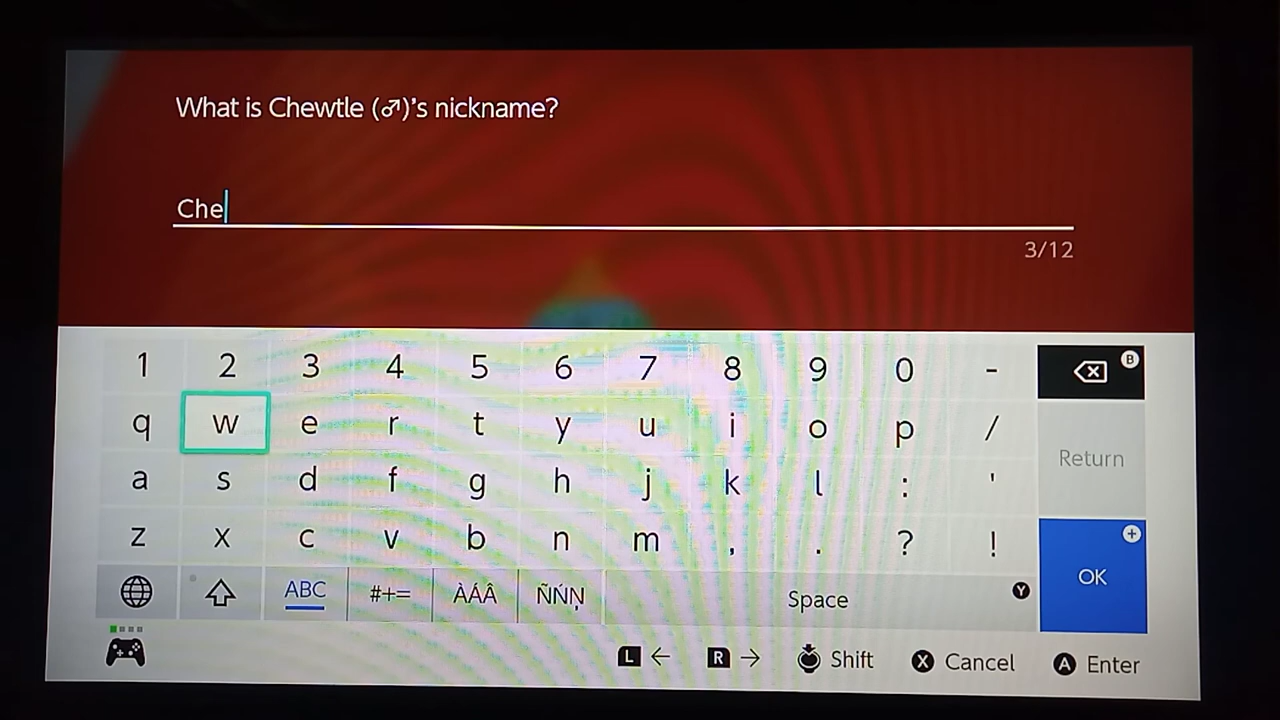 What is Chewtle (♂)'s nickname?
Che
3/12
1 2 3 4 5 6 7 8 9 0 - B
q w e r t y u i o p /
Return
a s d f g h j k l : '
z x c v b n m , . ? ! +
OK
ABC #+= ÀÁÂ ÑŃŅ Space Y
L ← R → Shift X Cancel A Enter